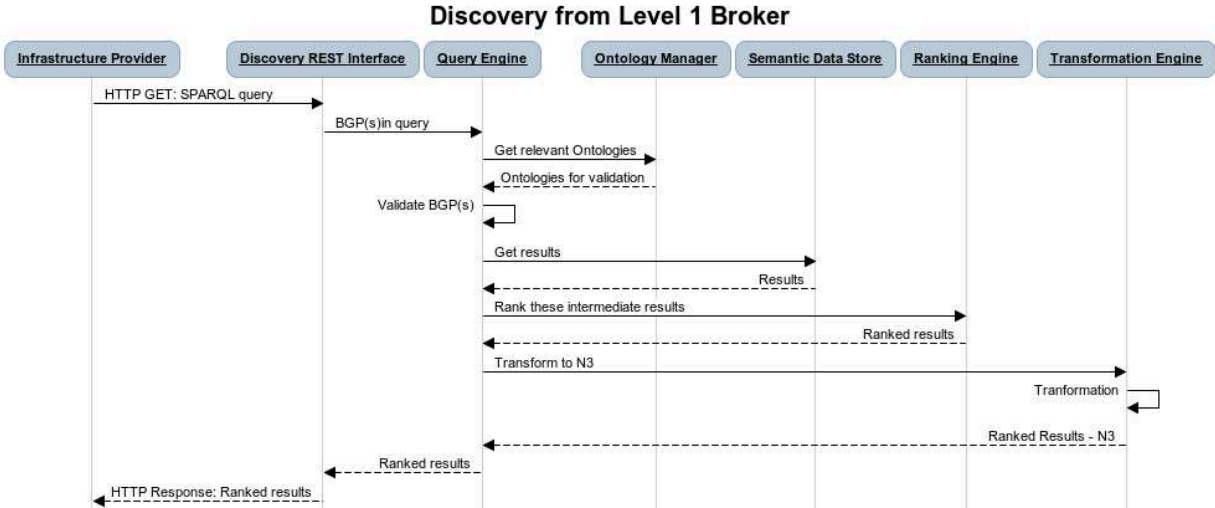 Discovery from Level 1 Broker
Infrastructure Provider
Discovery REST Interface
Query Engine
Ontology Manager
Semantic Data Store
Ranking Engine
Transformation Engine
HTTP GET: SPARQL query
BGP(s)in query
Get relevant Ontologies
Ontologies for validation
Validate BGP(s)
Get results
Results
Rank these intermediate results
Ranked results
Transform to N3
Tranformation
Ranked Results - N3
Ranked results
HTTP Response: Ranked results